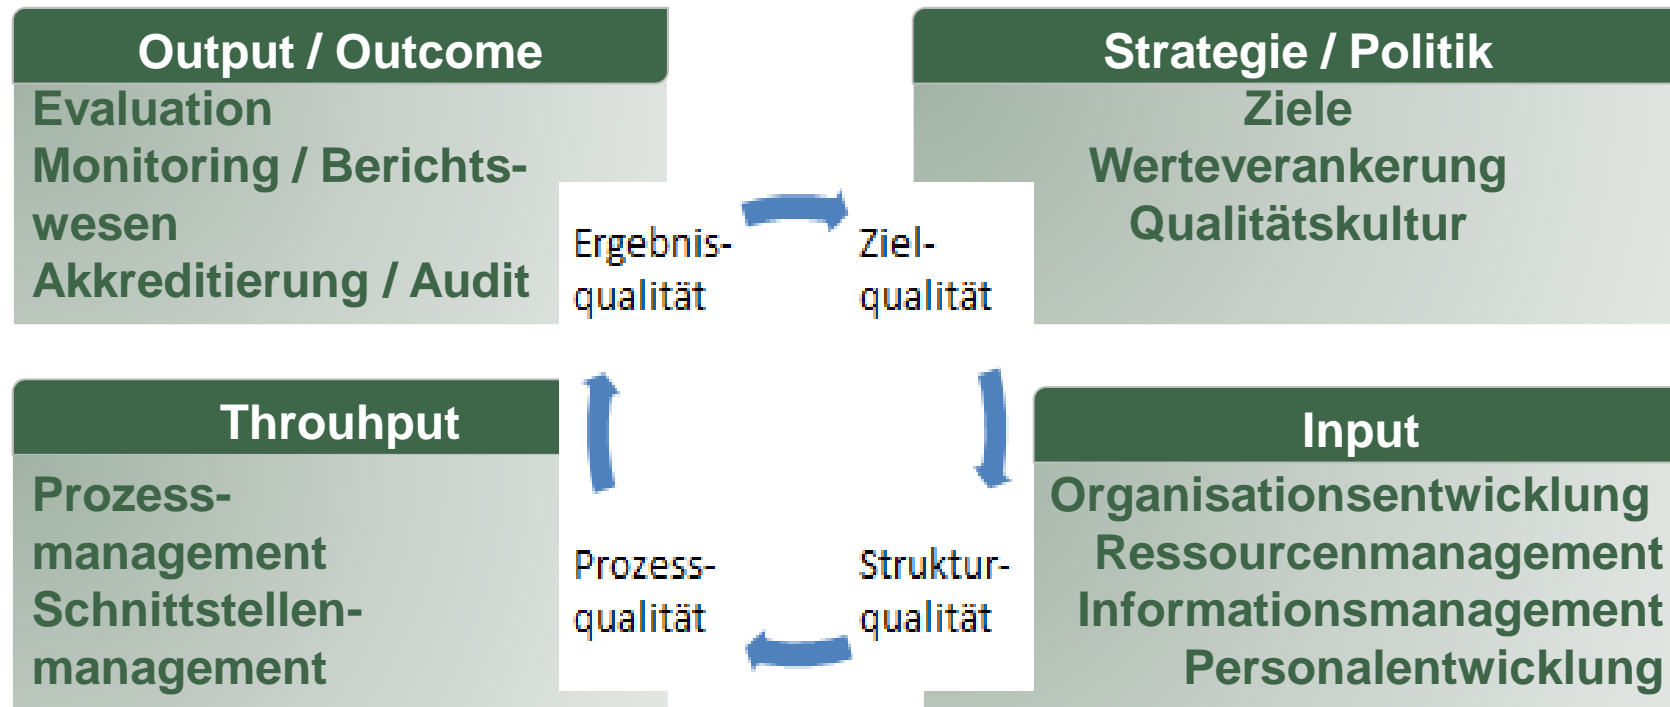 Output / Outcome
Evaluation
Monitoring / Berichts-
wesen
Akkreditierung / Audit
Strategie / Politik
Ziele
Werteverankerung
Qualitätskultur
Ergebnis-
qualität
Ziel-
qualität
Throuhput
Prozess-
management
Schnittstellen-
management
Prozess-
qualität
Struktur-
qualität
Input
Organisationsentwicklung
Ressourcenmanagement
Informationsmanagement
Personalentwicklung